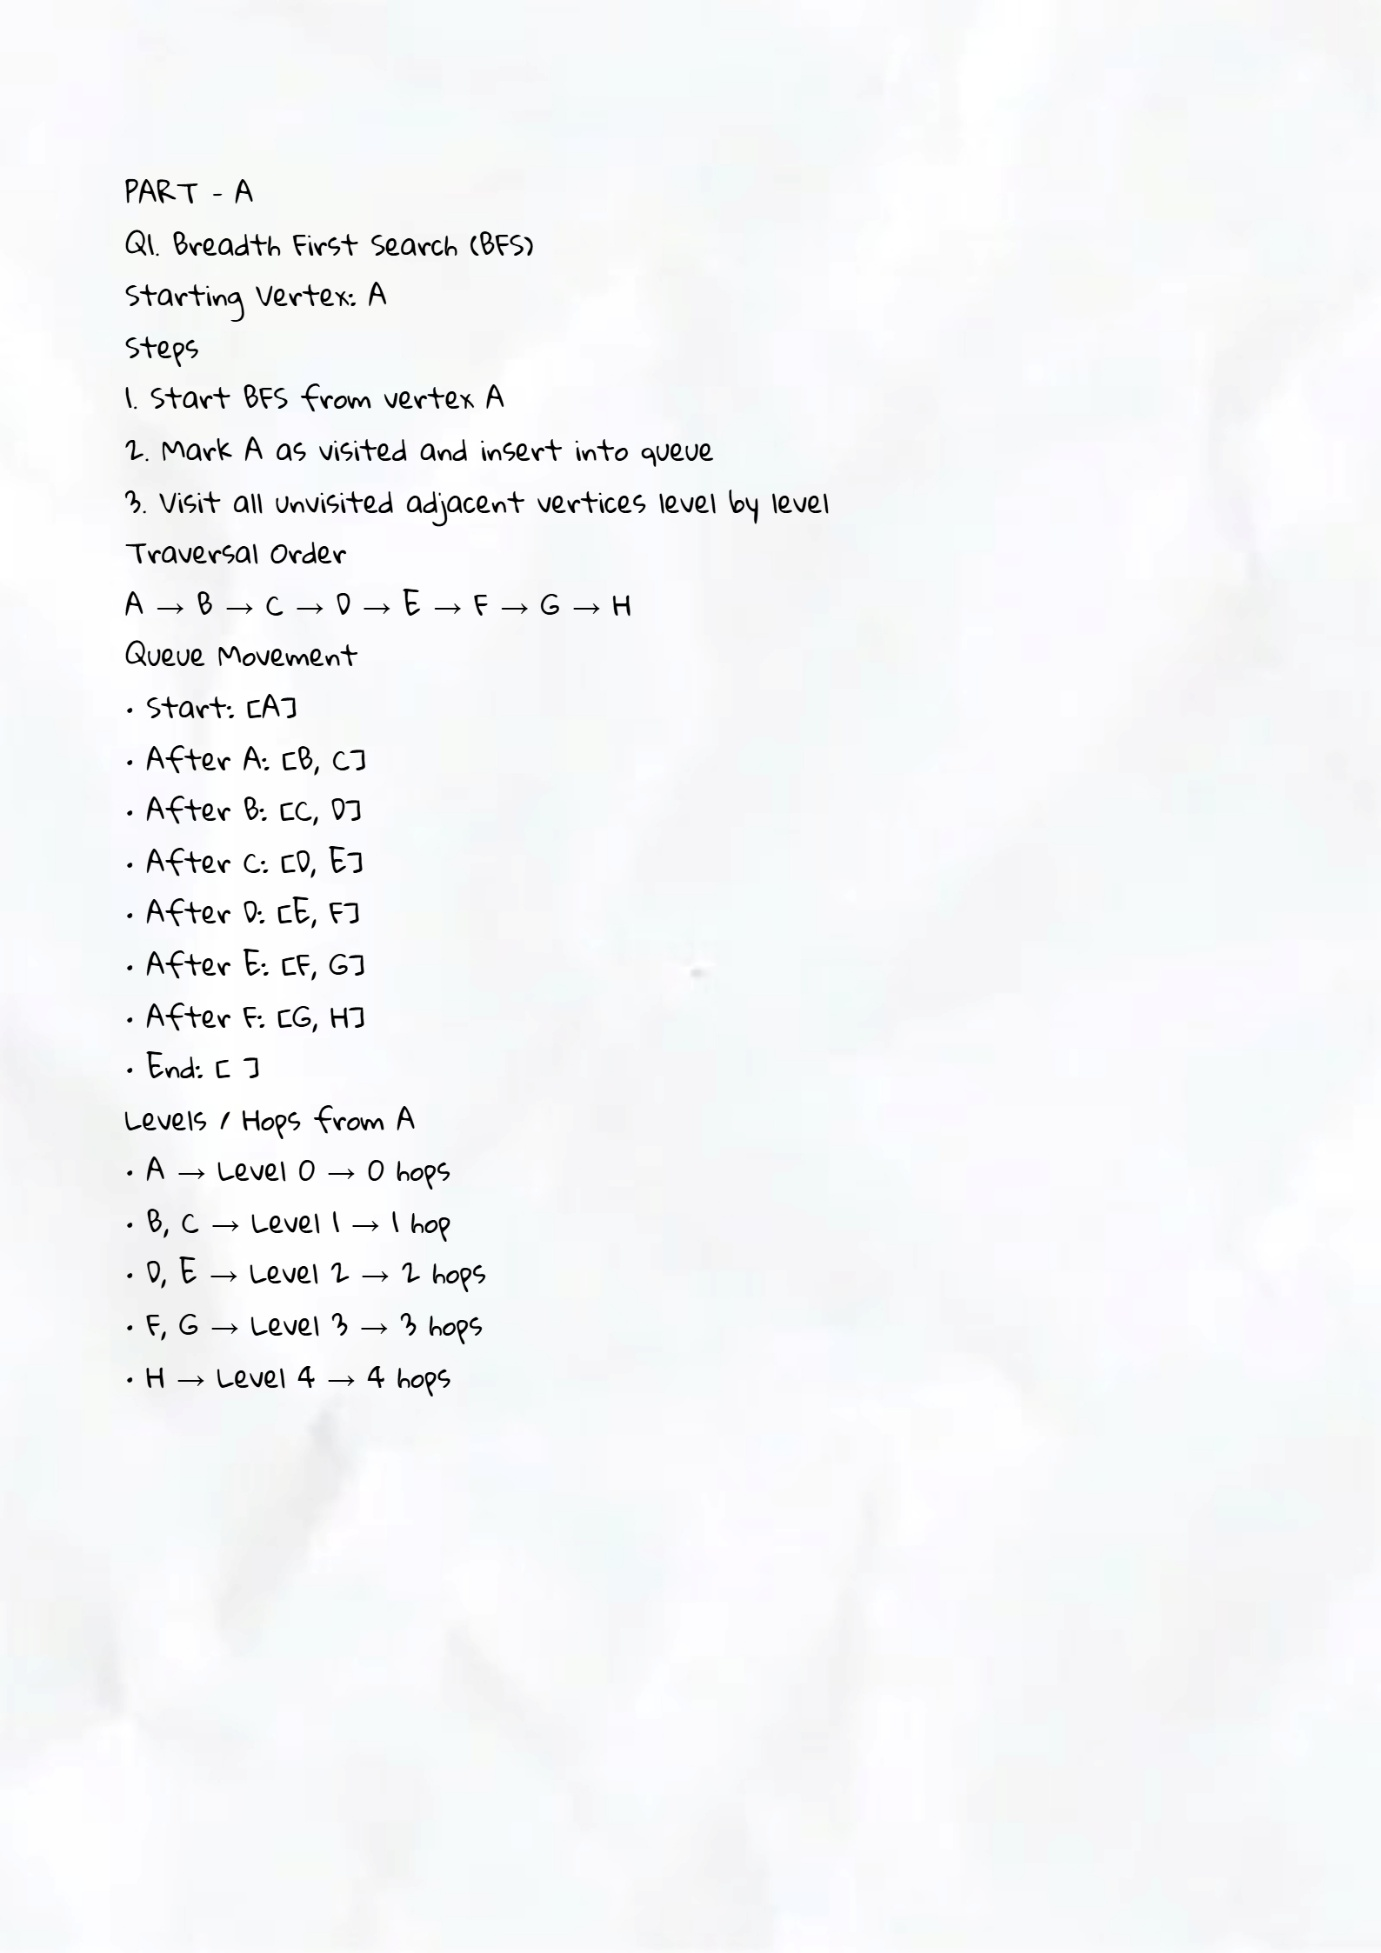 PART - A
Q1. Breadth First Search (BFS)
Starting Vertex: A
Steps
1. Start BFS from vertex A
2. Mark A as visited and insert into queue
3. Visit all unvisited adjacent vertices level by level
Traversal Order
A → B → C → D → E → F → G → H
Queue Movement
• Start: [A]
• After A: [B, C]
• After B: [C, D]
• After C: [D, E]
• After D: [E, F]
• After E: [F, G]
• After F: [G, H]
• End: [ ]
Levels / Hops from A
• A → Level 0 → 0 hops
• B, C → Level 1 → 1 hop
• D, E → Level 2 → 2 hops
• F, G → Level 3 → 3 hops
• H → Level 4 → 4 hops